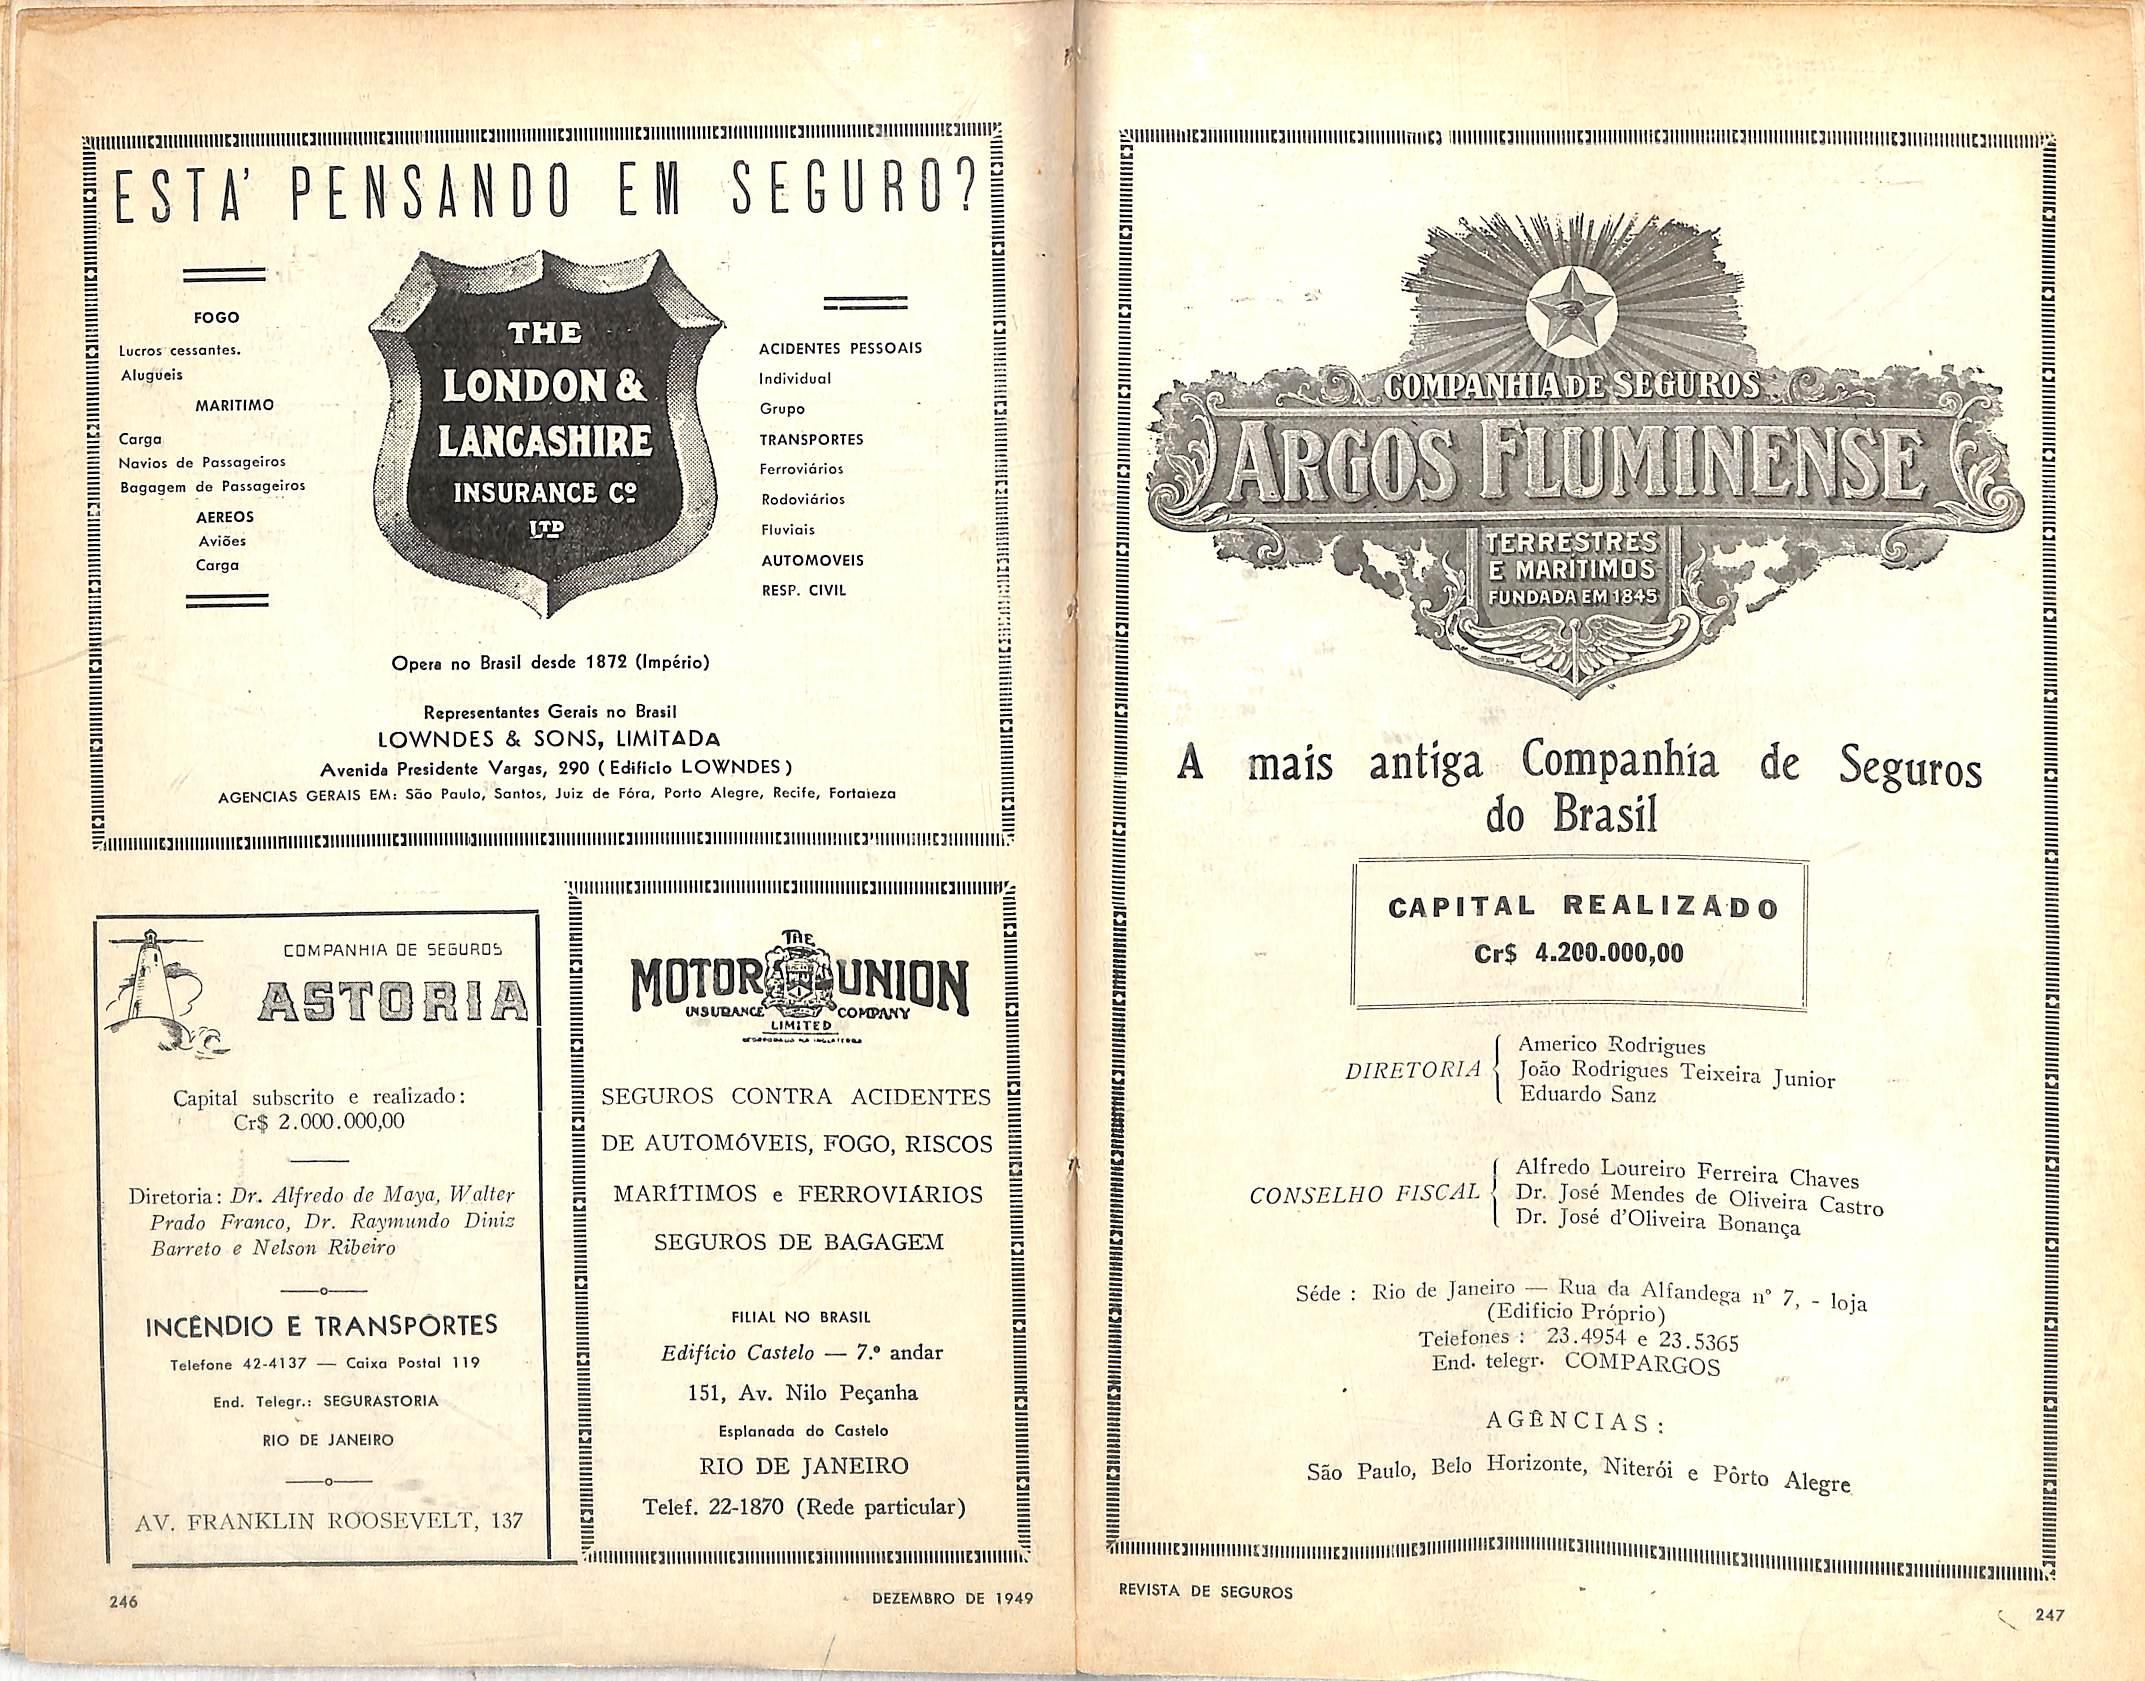 ESTA' PENSANDO EM SEGURO?
FOGO
Lucros cessantes.
Alugueis
MARITIMO
Carga
Navios de Passageiros
Bagagem de Passageiros
AEREOS
Aviões
Carga
THE
LONDON &
LANCASHIRE
INSURANCE Cº
LTD
ACIDENTES PESSOAIS
Individual
Grupo
TRANSPORTES
Ferroviários
Rodoviários
Fluviais
AUTOMOVEIS
RESP. CIVIL
Opera no Brasil desde 1872 (Império)
Representantes Gerais no Brasil
LOWNDES & SONS, LIMITADA
Avenida Presidente Vargas, 290 (Edificio LOWNDES)
AGENCIAS GERAIS EM: São Paulo, Santos, Juiz de Fóra, Porto Alegre, Recife, Fortaleza
COMPANHIA DE SEGUROS
ASTORIA
Capital subscrito e realizado:
Cr$ 2.000.000,00
Diretoria: Dr. Alfredo de Maya, Walter
Prado Franco, Dr. Raymundo Diniz
Barreto e Nelson Ribeiro
INCÊNDIO E TRANSPÔRTES
Telefone 42-4137 — Caixa Postal 119
End. Telegr.: SEGURASTORIA
RIO DE JANEIRO
AV. FRANKLIN ROOSEVELT, 137
THE
MOTOR UNION
INSURANCE COMPANY
LIMITED
SEGUROS CONTRA ACIDENTES
DE AUTOMÓVEIS, FOGO, RISCOS
MARÍTIMOS e FERROVIÁRIOS
SEGUROS DE BAGAGEM
FILIAL NO BRASIL
Edifício Castelo — 7.º andar
151, Av. Nilo Peçanha
Esplanada do Castelo
RIO DE JANEIRO
Telef. 22-1870 (Rede particular)
246
DEZEMBRO DE 1949
COMPANHIA DE SEGUROS
ARGOS FLUMINENSE
TERRESTRES
E MARÍTIMOS
FUNDADA EM 1845
A mais antiga Companhia de Seguros
do Brasil
CAPITAL REALIZADO
Cr$ 4.200.000,00
DIRETORIA
Americo Rodrigues
João Rodrigues Teixeira Junior
Eduardo Sanz
CONSELHO FISCAL
Alfredo Loureiro Ferreira Chaves
Dr. José Mendes de Oliveira Castro
Dr. José d'Oliveira Bonança
Séde : Rio de Janeiro — Rua da Alfandega nº 7, - loja
(Edificio Próprio)
Telefones : 23.4954 e 23.5365
End. telegr. COMPARGOS
AGÊNCIAS:
São Paulo, Belo Horizonte, Niterói e Pôrto Alegre
REVISTA DE SEGUROS
247